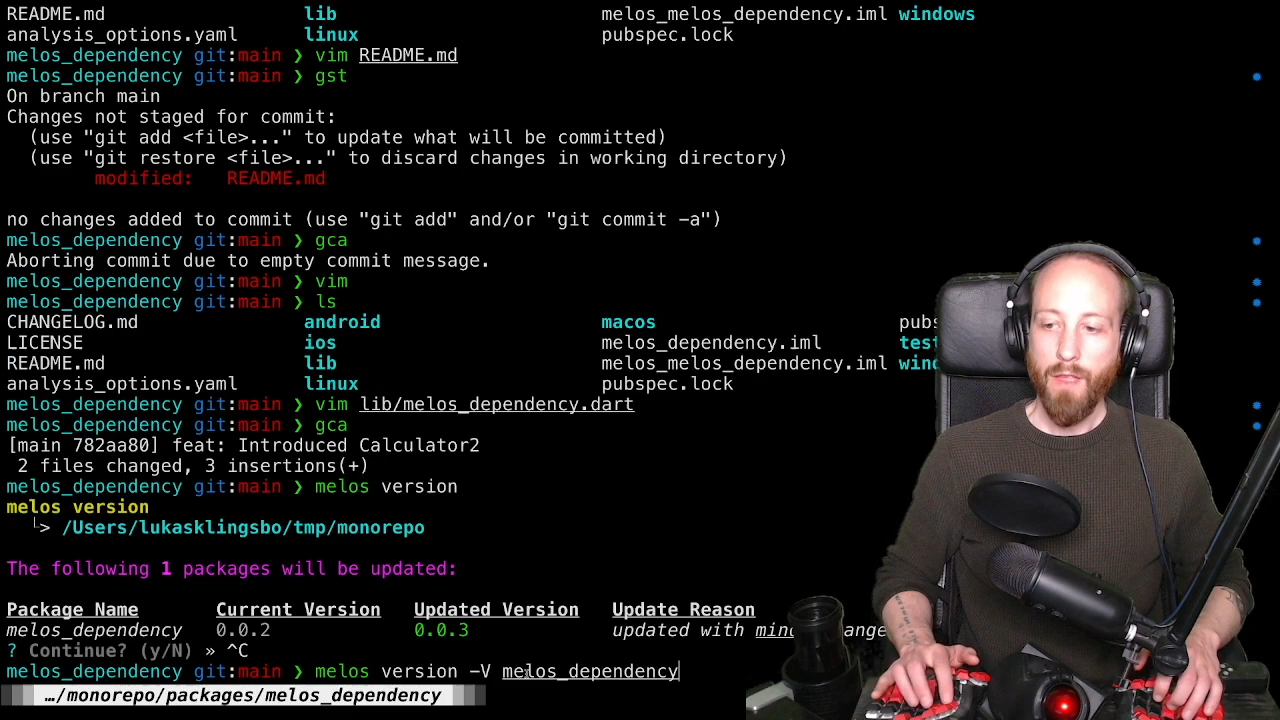 README.md lib melos_melos_dependency.iml windows
analysis_options.yaml linux pubspec.lock
melos_dependency git:main ❯ vim README.md
melos_dependency git:main ❯ gst
On branch main
Changes not staged for commit:
(use "git add <file>..." to update what will be committed)
(use "git restore <file>..." to discard changes in working directory)
modified: README.md
no changes added to commit (use "git add" and/or "git commit -a")
melos_dependency git:main ❯ gca
Aborting commit due to empty commit message.
melos_dependency git:main ❯ vim
melos_dependency git:main ❯ ls
CHANGELOG.md android macos pubs
LICENSE ios melos_dependency.iml test
README.md lib melos_melos_dependency.iml wind
analysis_options.yaml linux pubspec.lock
melos_dependency git:main ❯ vim lib/melos_dependency.dart
melos_dependency git:main ❯ gca
[main 782aa80] feat: Introduced Calculator2
2 files changed, 3 insertions(+)
melos_dependency git:main ❯ melos version
melos version
└> /Users/lukasklingsbo/tmp/monorepo
The following 1 packages will be updated:
Package Name Current Version Updated Version Update Reason
melos_dependency 0.0.2 0.0.3 updated with
? Continue? (y/N) » ^C
melos_dependency git:main ❯ melos version -V melos_dependency
…/monorepo/packages/melos_dependency